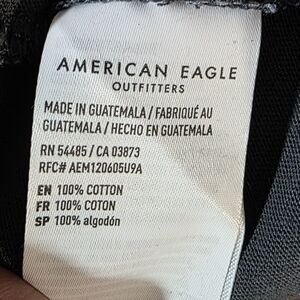 AMERICAN EAGLE
OUTFITTERS
MADE IN GUATEMALA / FABRIQUÉ AU
GUATEMALA / HECHO EN GUATEMALA
RN 54485 / CA 03873
RFC# AEM120605U9A
EN 100% COTTON
FR 100% COTON
SP 100% algodón